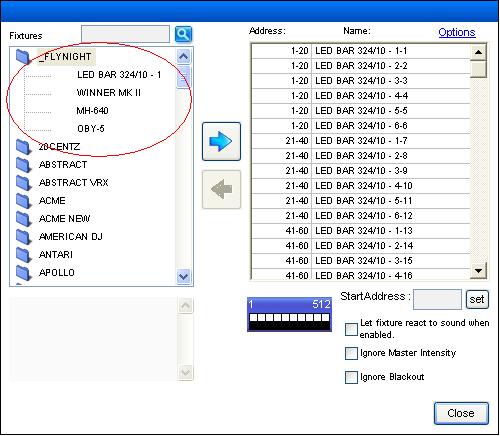 Fixtures
_FLYNIGHT
LED BAR 324/10 - 1
WINNER MK II
MH-640
OBY-5
20CENTZ
ABSTRACT
ABSTRACT VRX
ACME
ACME NEW
AMERICAN DJ
ANTARI
APOLLO
Address: Name: Options
1-20 LED BAR 324/10 - 1-1
1-20 LED BAR 324/10 - 2-2
1-20 LED BAR 324/10 - 3-3
1-20 LED BAR 324/10 - 4-4
1-20 LED BAR 324/10 - 5-5
1-20 LED BAR 324/10 - 6-6
21-40 LED BAR 324/10 - 1-7
21-40 LED BAR 324/10 - 2-8
21-40 LED BAR 324/10 - 3-9
21-40 LED BAR 324/10 - 4-10
21-40 LED BAR 324/10 - 5-11
21-40 LED BAR 324/10 - 6-12
41-60 LED BAR 324/10 - 1-13
41-60 LED BAR 324/10 - 2-14
41-60 LED BAR 324/10 - 3-15
41-60 LED BAR 324/10 - 4-16
1 512
StartAddress : set
Let fixture react to sound when
enabled.
Ignore Master Intensity
Ignore Blackout
Close